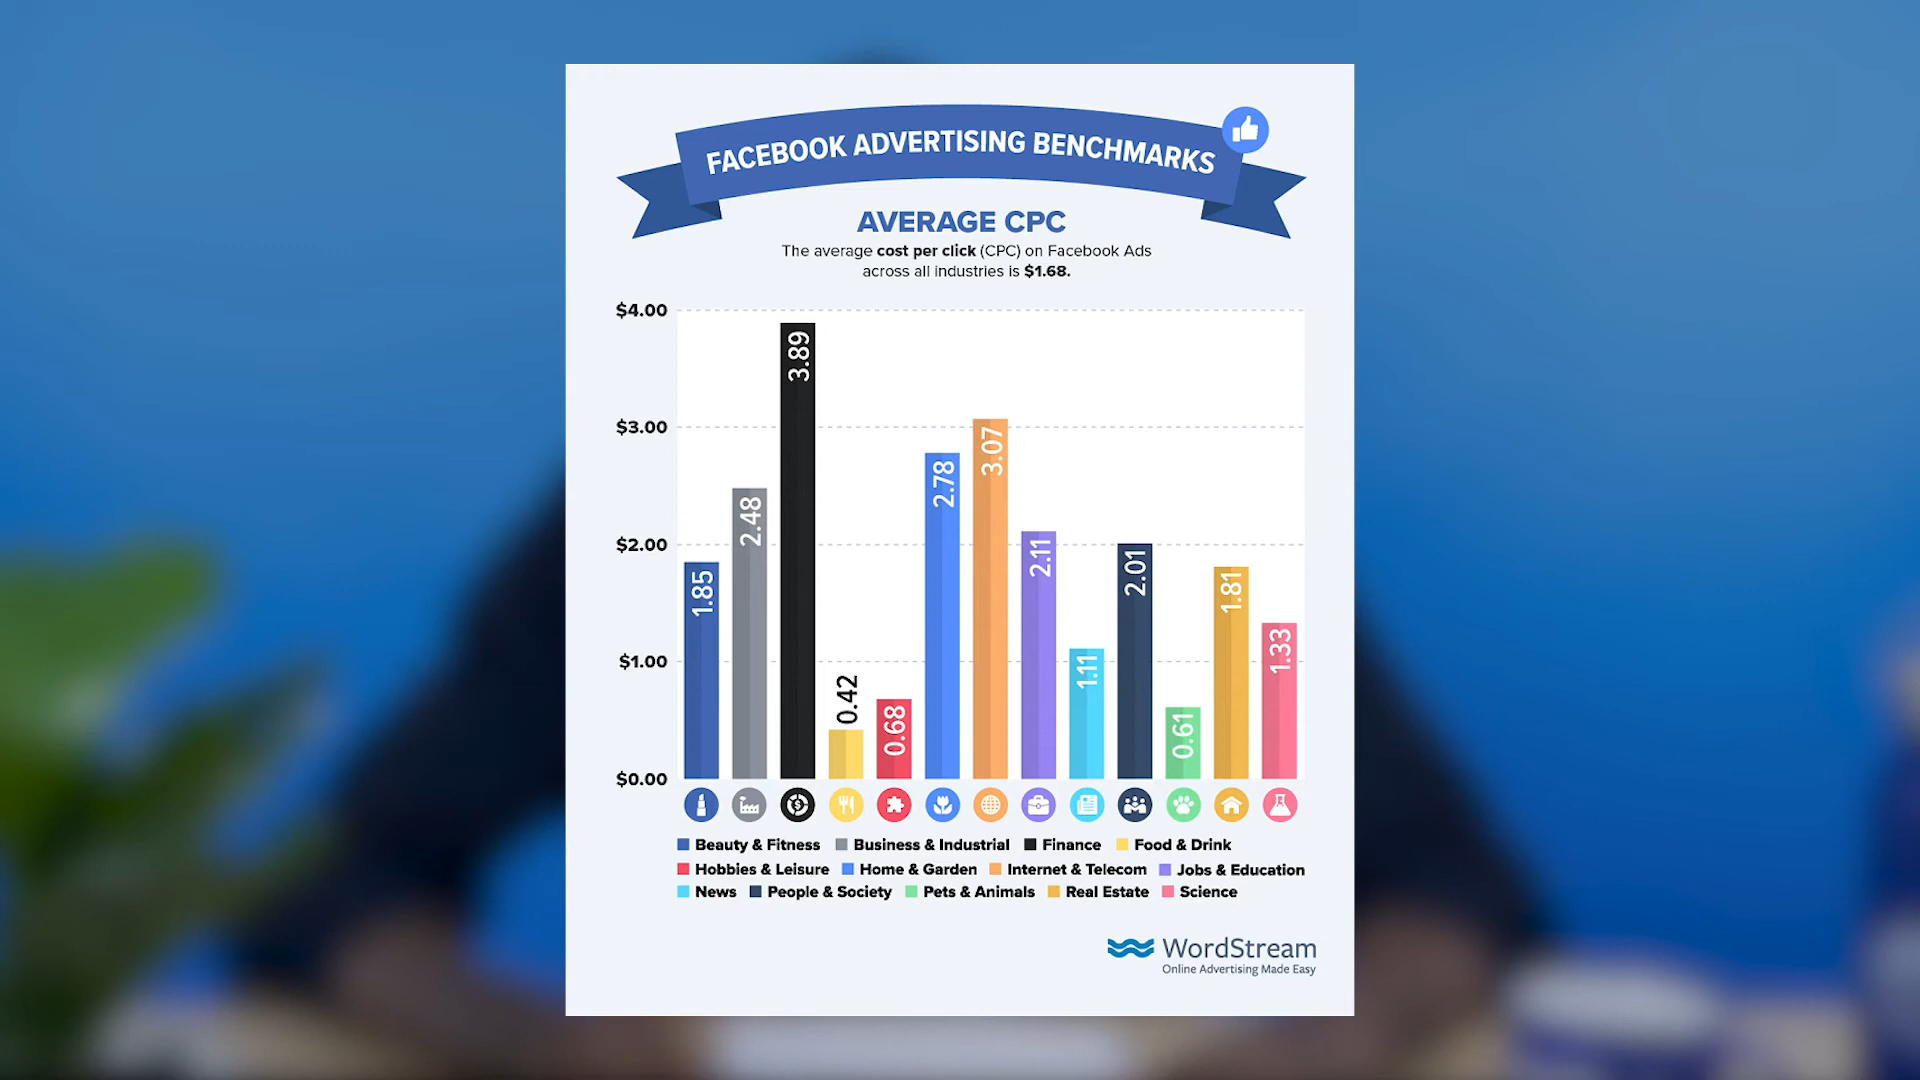 FACEBOOK ADVERTISING BENCHMARKS
AVERAGE CPC
The average cost per click (CPC) on Facebook Ads
across all industries is $1.68.
$4.00
$3.00
$2.00
$1.00
$0.00
1.85
2.48
3.89
0.42
0.68
2.78
3.07
2.11
1.11
2.01
0.61
1.81
1.33
Beauty & Fitness Business & Industrial Finance Food & Drink
Hobbies & Leisure Home & Garden Internet & Telecom Jobs & Education
News People & Society Pets & Animals Real Estate Science
WordStream
Online Advertising Made Easy